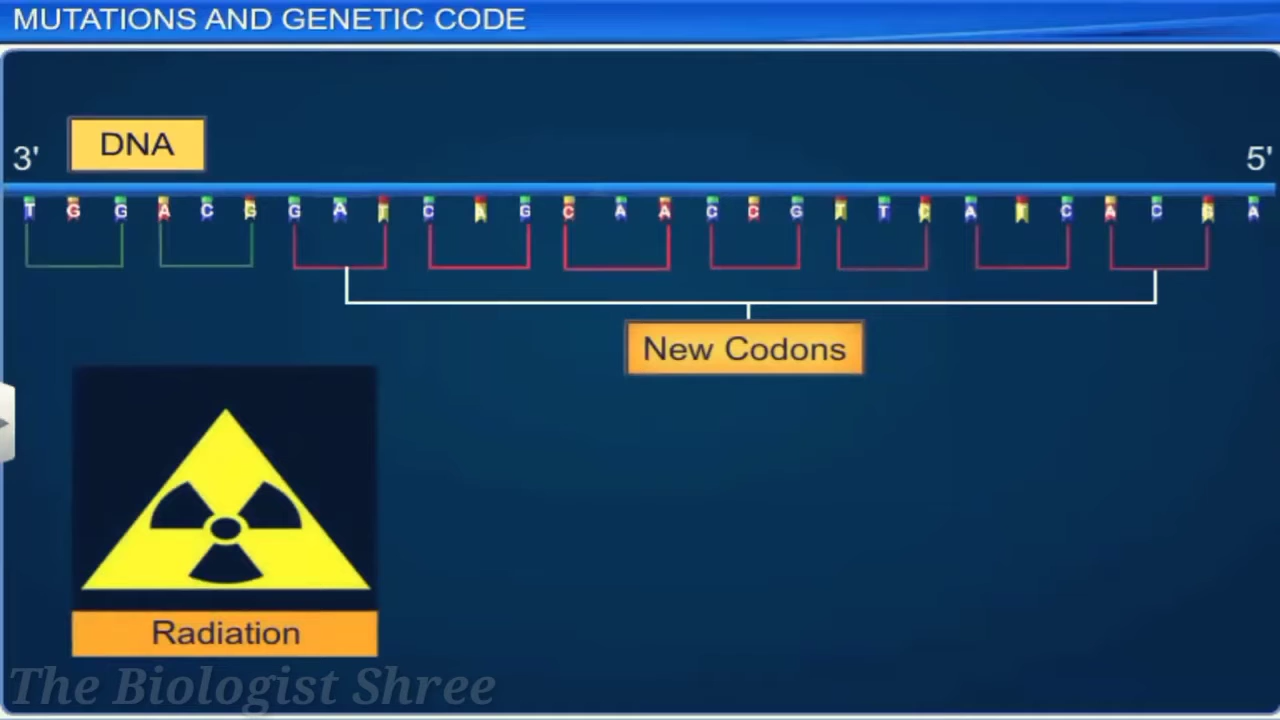 MUTATIONS AND GENETIC CODE
DNA
3' 5'
T G G A C G G A T C A G C A A C C G T T C A T C A C G A
New Codons
Radiation
The Biologist Shree